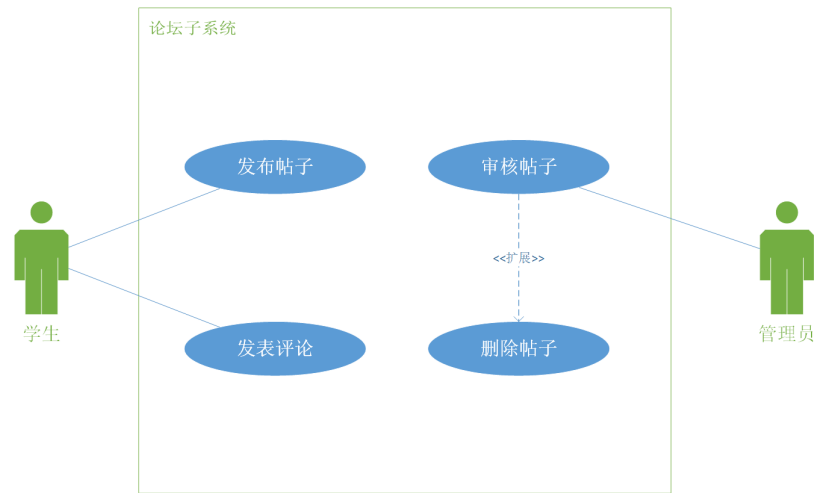 论坛子系统
发布帖子
审核帖子
<<扩展>>
学生
管理员
发表评论
删除帖子